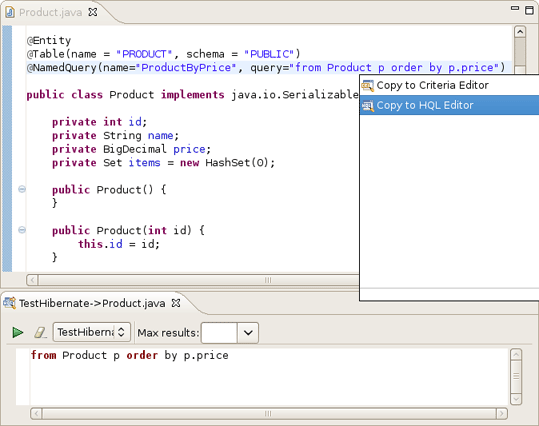 Product.java
@Entity
@Table(name = "PRODUCT", schema = "PUBLIC")
@NamedQuery(name="ProductByPrice", query="from Product p order by p.price")
public class Product implements java.io.Serializable
Copy to Criteria Editor
Copy to HQL Editor
private int id;
private String name;
private BigDecimal price;
private Set items = new HashSet(0);
public Product() {
}
public Product(int id) {
this.id = id;
}
TestHibernate->Product.java
TestHiberna Max results:
from Product p order by p.price